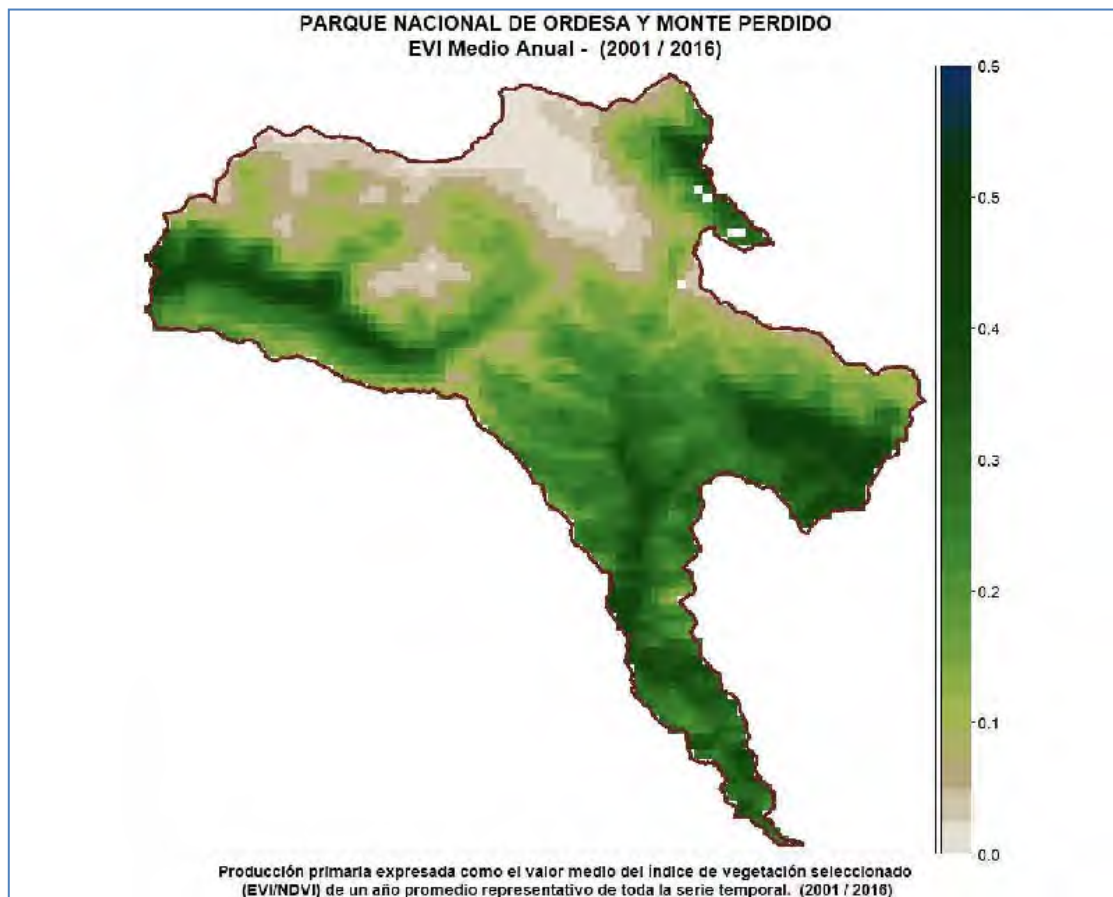 PARQUE NACIONAL DE ORDESA Y MONTE PERDIDO
EVI Medio Anual - (2001 / 2016)
0.6
0.5
0.4
0.3
0.2
0.1
0.0
Producción primaria expresada como el valor medio del índice de vegetación seleccionado
(EVI/NDVI) de un año promedio representativo de toda la serie temporal. (2001 / 2016)